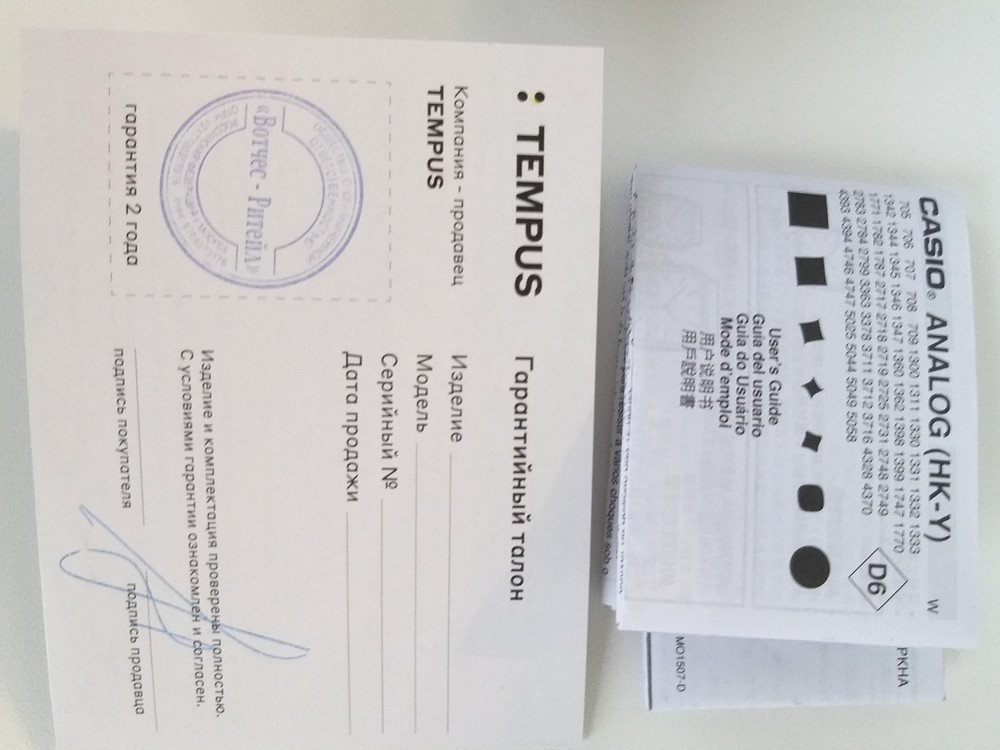 : TEMPUS
Гарантийный талон
Компания - продавец
TEMPUS
Изделие
Модель
Серийный №
Дата продажи
«Вотчес - Ритейл»
гарантия 2 года
Изделие и комплектация проверены полностью.
С условиями гарантии ознакомлен и согласен.
подпись покупателя
подпись продавца
CASIO® ANALOG (HK-Y)
W
705 706 707 708 709 1300 1311 1330 1331 1332 1333
1342 1344 1345 1346 1347 1360 1362 1398 1399 1747 1770
1771 1782 1787 2717 2718 2719 2725 2731 2748 2749
2783 2784 2799 3363 3378 3711 3712 3716 4328 4370
4393 4394 4746 4747 5025 5044 5049 5058
D6
User's Guide
Guía del usuario
Guia do Usuário
Mode d'emploi
用户说明书
用戶說明書
PKHA
MO1507-D